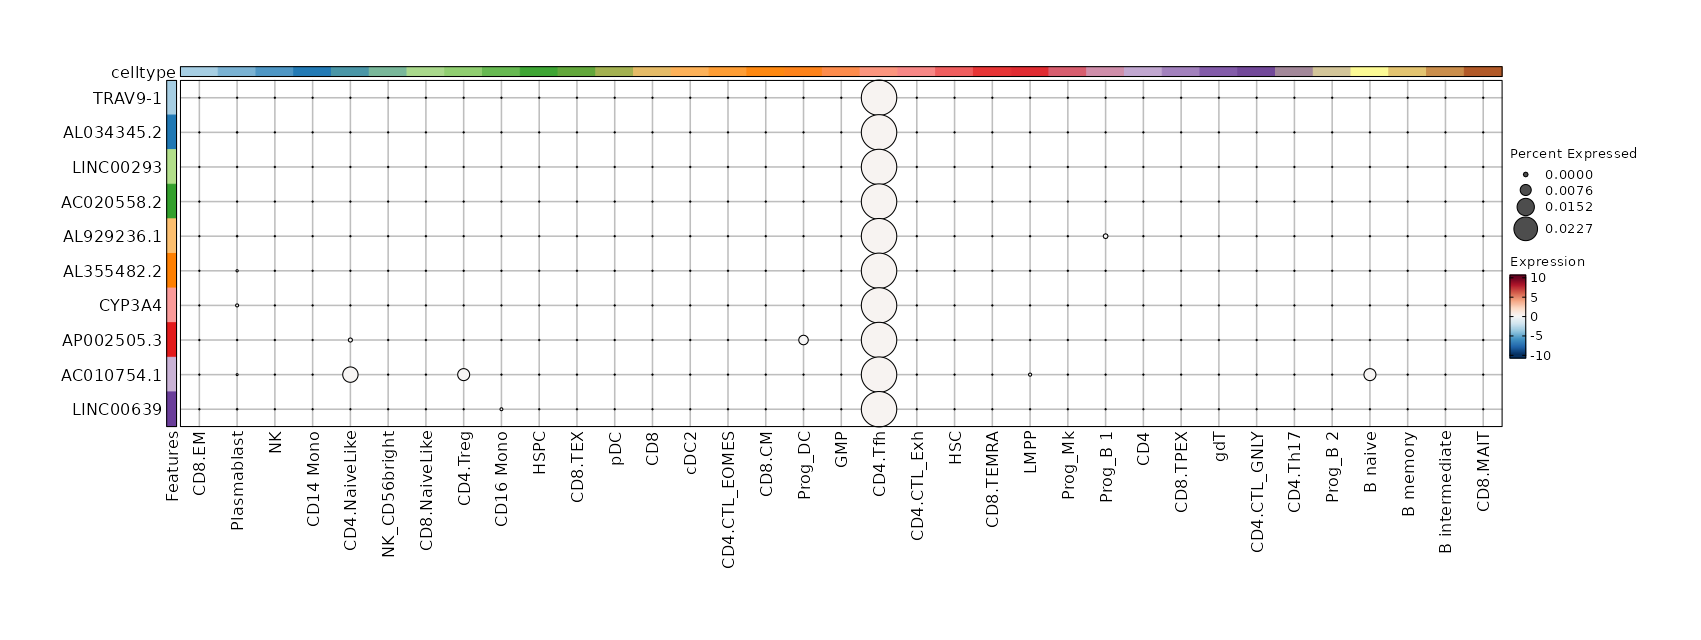 celltype
TRAV9-1
AL034345.2
LINC00293
AC020558.2
AL929236.1
AL355482.2
CYP3A4
AP002505.3
AC010754.1
LINC00639
Features
CD8.EM
Plasmablast
NK
CD14 Mono
CD4.NaiveLike
NK_CD56bright
CD8.NaiveLike
CD4.Treg
CD16 Mono
HSPC
CD8.TEX
pDC
CD8
cDC2
CD4.CTL_EOMES
CD8.CM
Prog_DC
GMP
CD4.Tfh
CD4.CTL_Exh
HSC
CD8.TEMRA
LMPP
Prog_Mk
Prog_B 1
CD4
CD8.TPEX
gdT
CD4.CTL_GNLY
CD4.Th17
Prog_B 2
B naive
B memory
B intermediate
CD8.MAIT
Percent Expressed
0.0000
0.0076
0.0152
0.0227
Expression
10
5
0
-5
-10